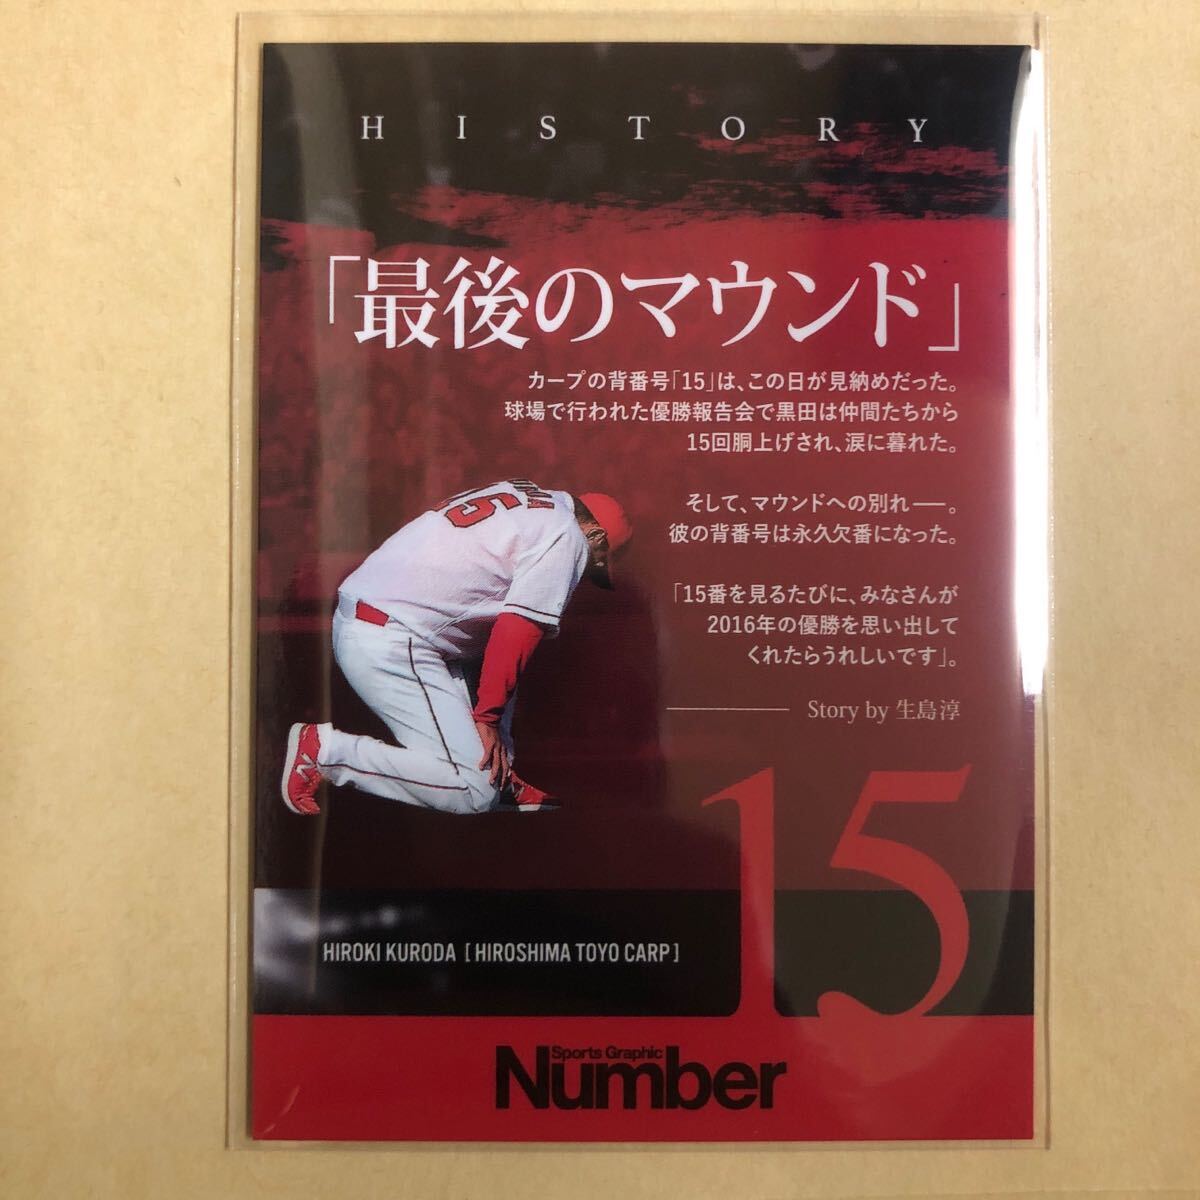 HISTORY
「最後のマウンド」
カープの背番号「15」は、この日が見納めだった。
球場で行われた優勝報告会で黒田は仲間たちから
15回胴上げされ、涙に暮れた。
そして、マウンドへの別れ——。
彼の背番号は永久欠番になった。
「15番を見るたびに、みなさんが
2016年の優勝を思い出して
くれたらうれしいです」。
Story by 生島淳
15
15
HIROKI KURODA [HIROSHIMA TOYO CARP]
Sports Graphic
Number